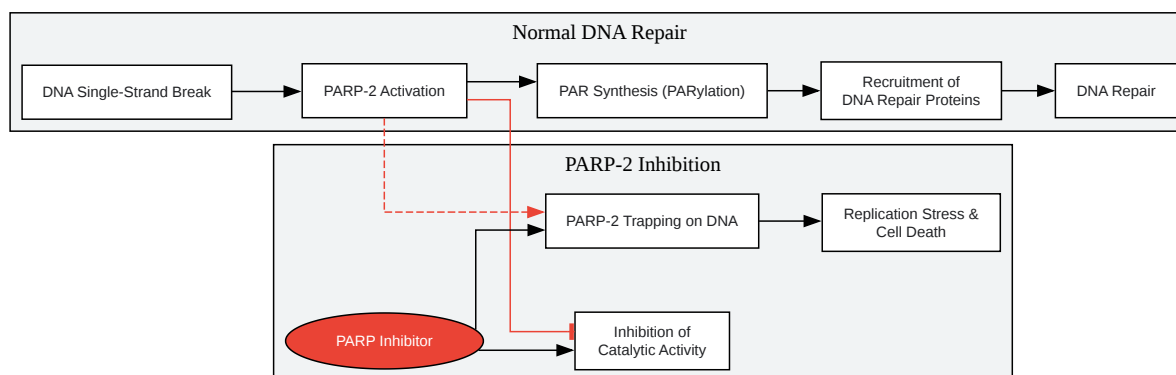 Normal DNA Repair
DNA Single-Strand Break
PARP-2 Activation
PAR Synthesis (PARylation)
Recruitment of
DNA Repair Proteins
DNA Repair
PARP-2 Inhibition
PARP-2 Trapping on DNA
Replication Stress &
Cell Death
PARP Inhibitor
Inhibition of
Catalytic Activity